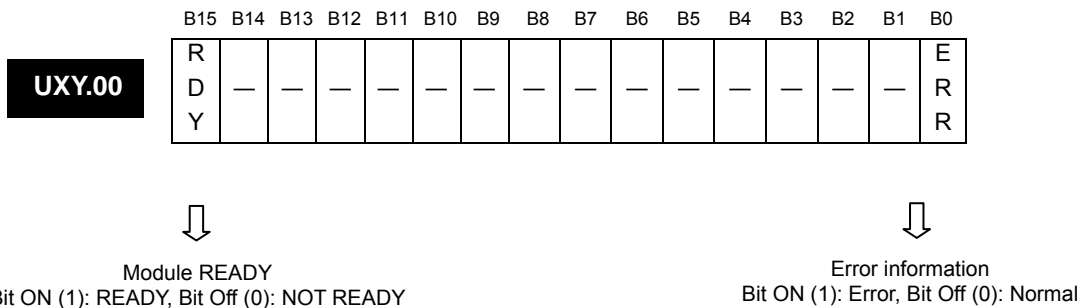 B15 B14 B13 B12 B11 B10 B9 B8 B7 B6 B5 B4 B3 B2 B1 B0
UXY.00
R D Y — — — — — — — — — — — — — — E R R
Module READY
Bit ON (1): READY, Bit Off (0): NOT READY
Error information
Bit ON (1): Error, Bit Off (0): Normal